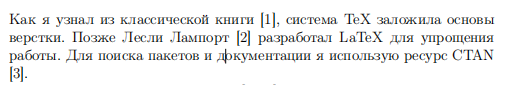 Как я узнал из классической книги [1], система TeX заложила основы
верстки. Позже Лесли Лампорт [2] разработал LaTeX для упрощения
работы. Для поиска пакетов и документации я использую ресурс CTAN
[3].